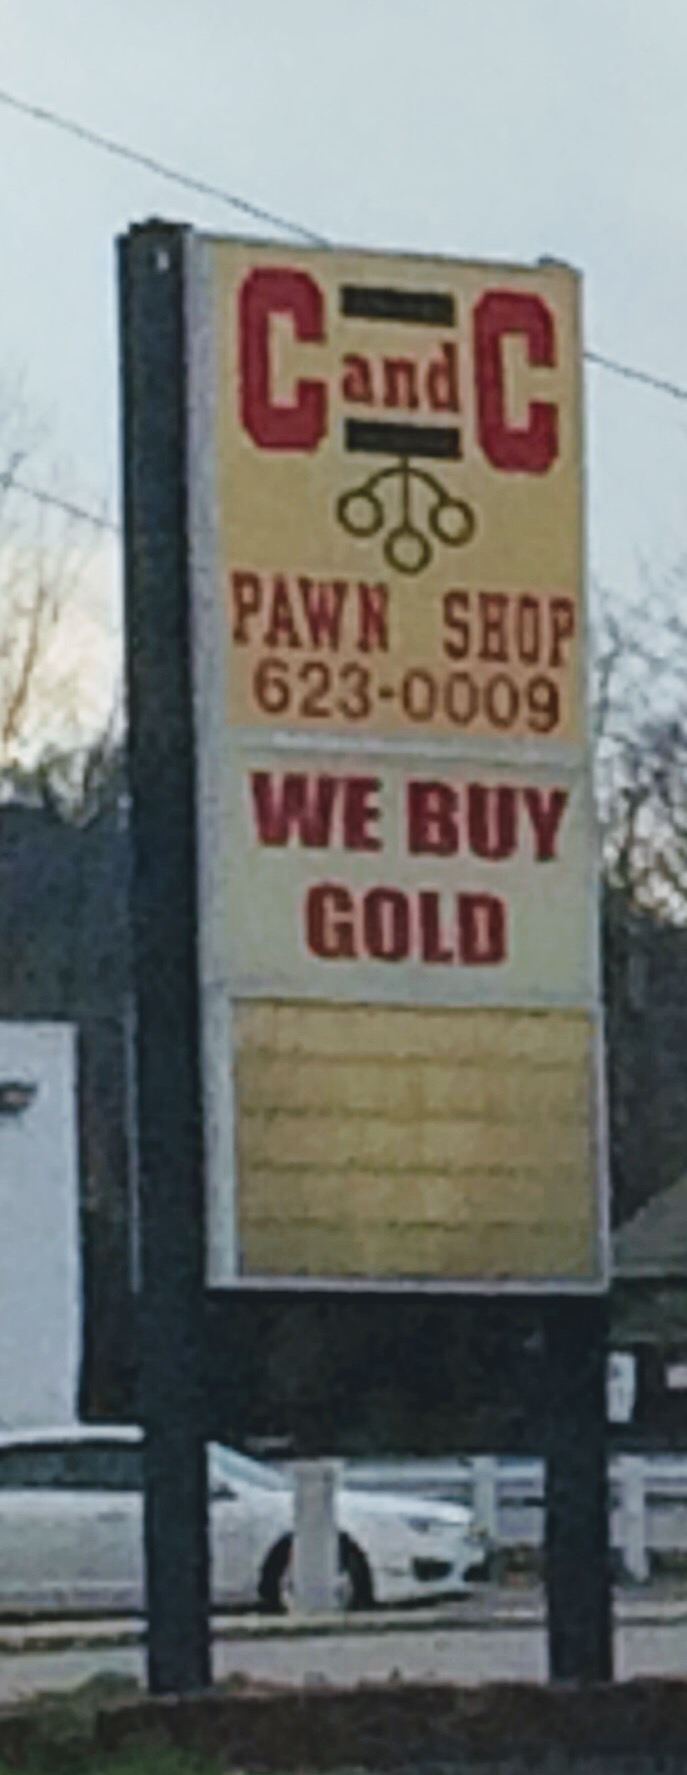 C and C
PAWN SHOP
623-0009
WE BUY
GOLD